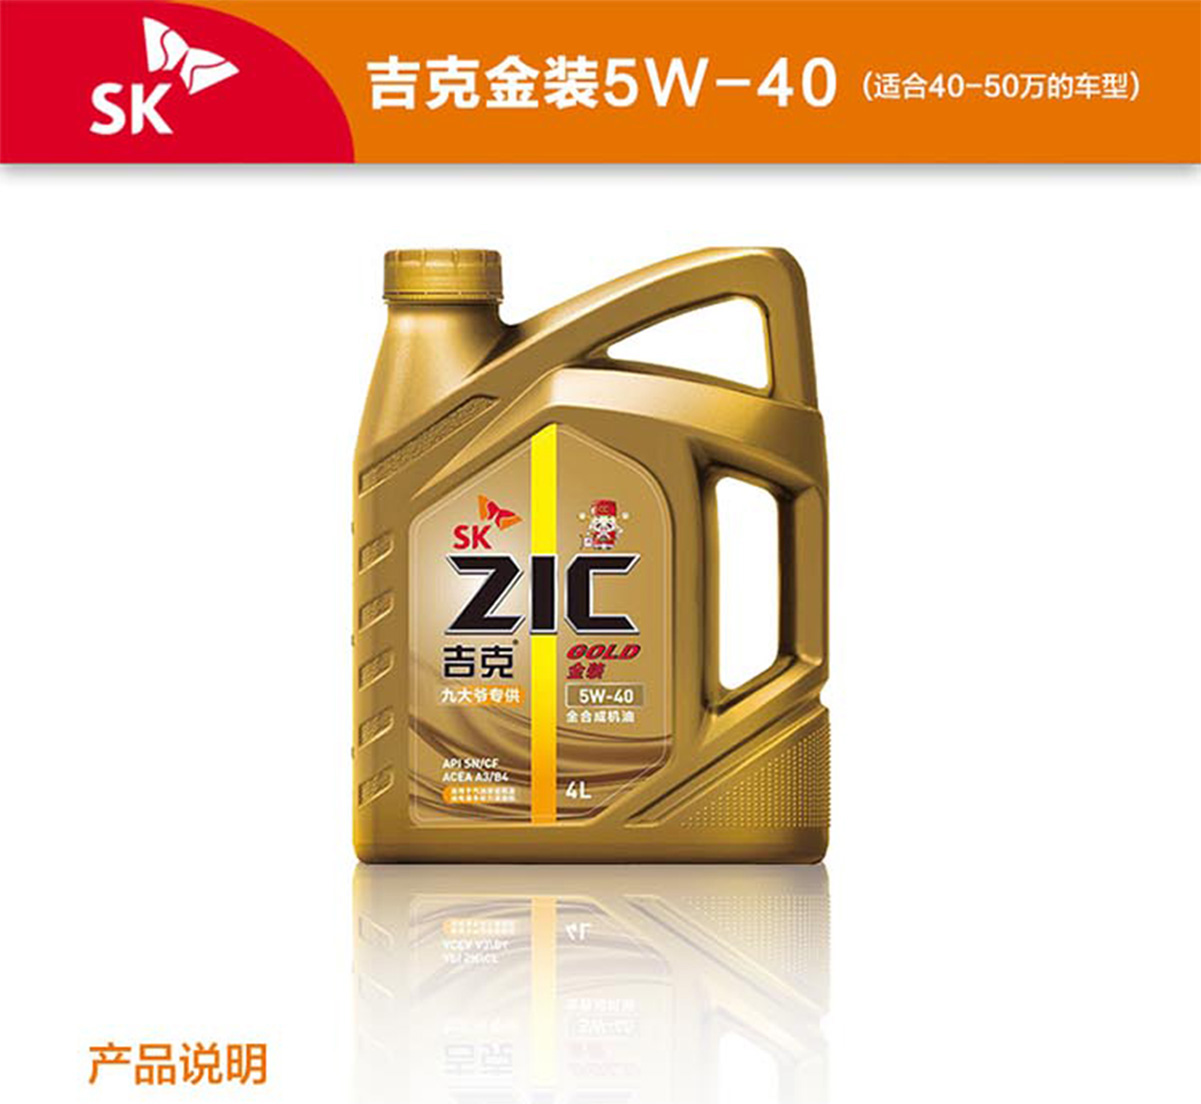 SK
吉克金装5W-40（适合40-50万的车型）
SK
ZIC
吉克®
GOLD
金装
九大爷专供
5W-40
全合成机油
API SN/CF
ACEA A3/B4
4L
产品说明